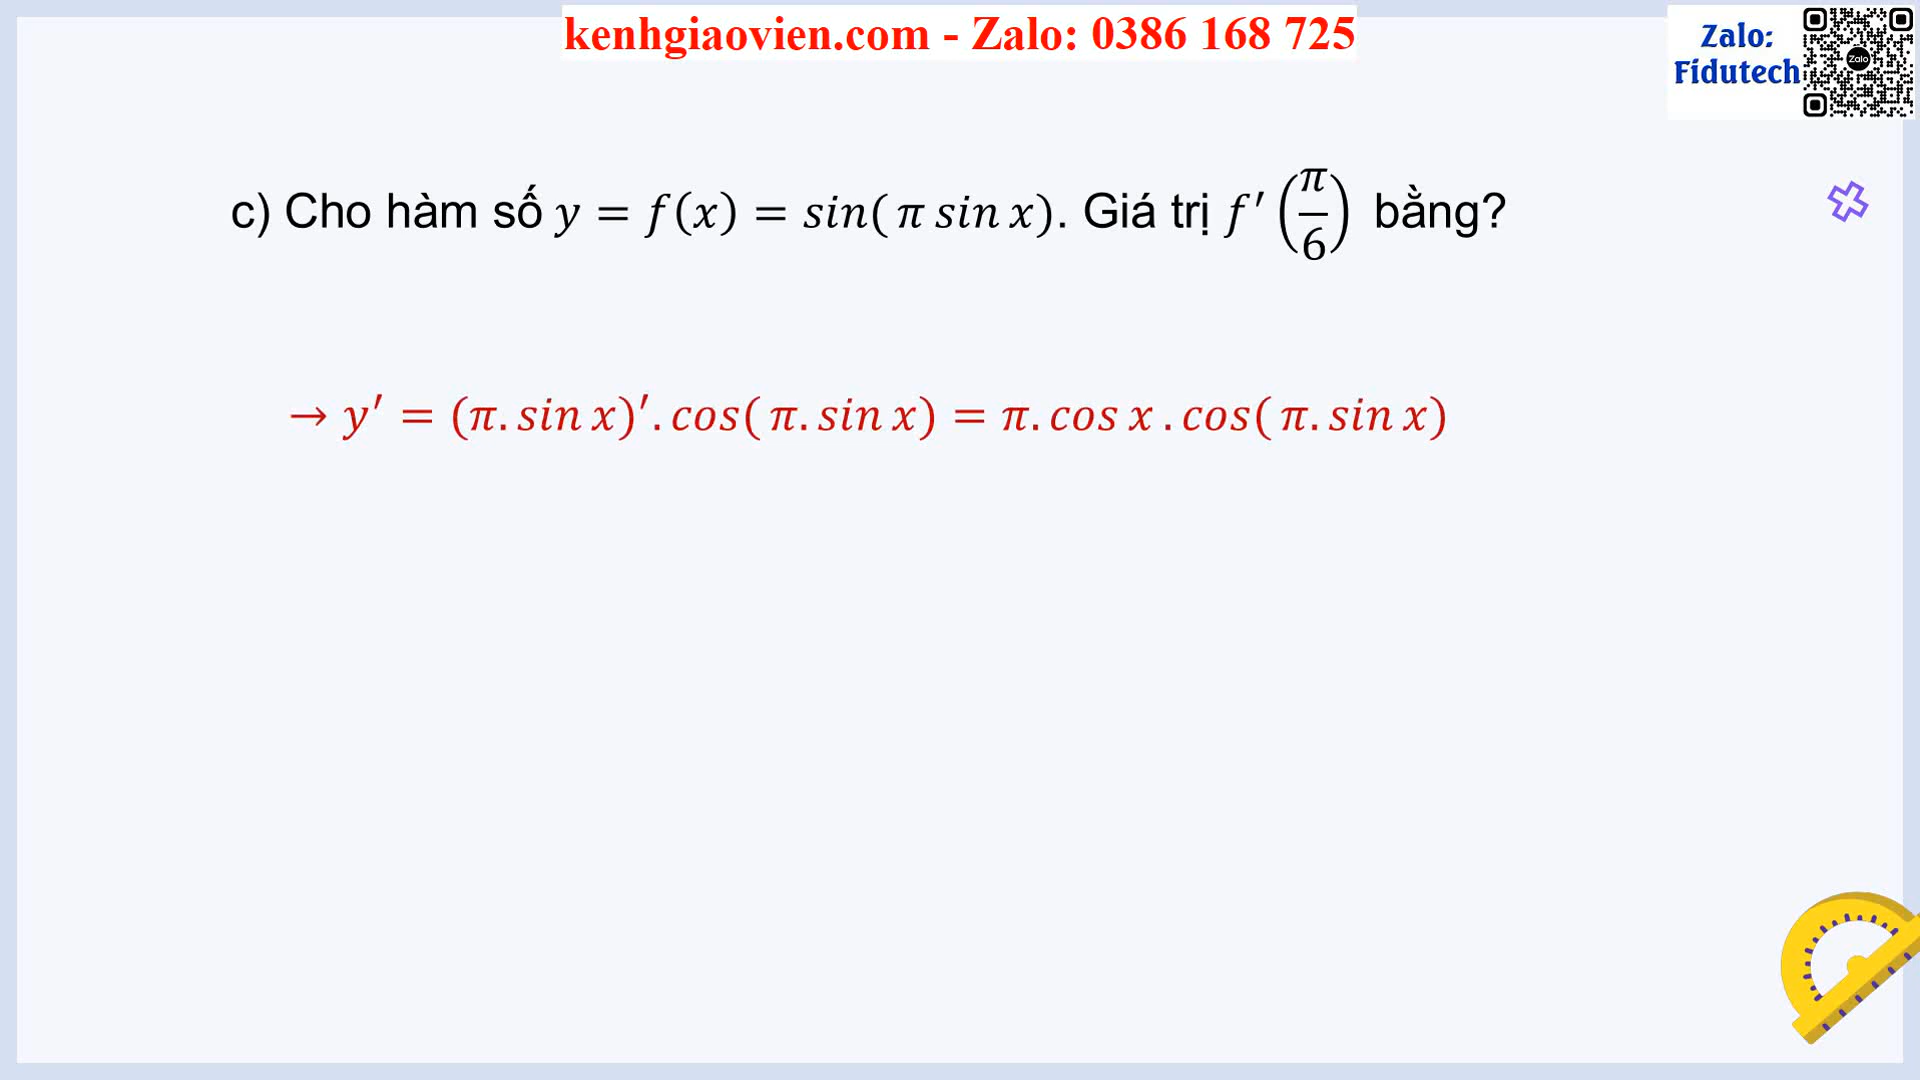 kenhgiaovien.com - Zalo: 0386 168 725
Zalo:
Fidutech
Zalo
c) Cho hàm số y = f(x) = sin( π sin x). Giá trị f′(π/6) bằng?
→ y′ = (π. sin x)′. cos( π. sin x) = π. cos x . cos( π. sin x)